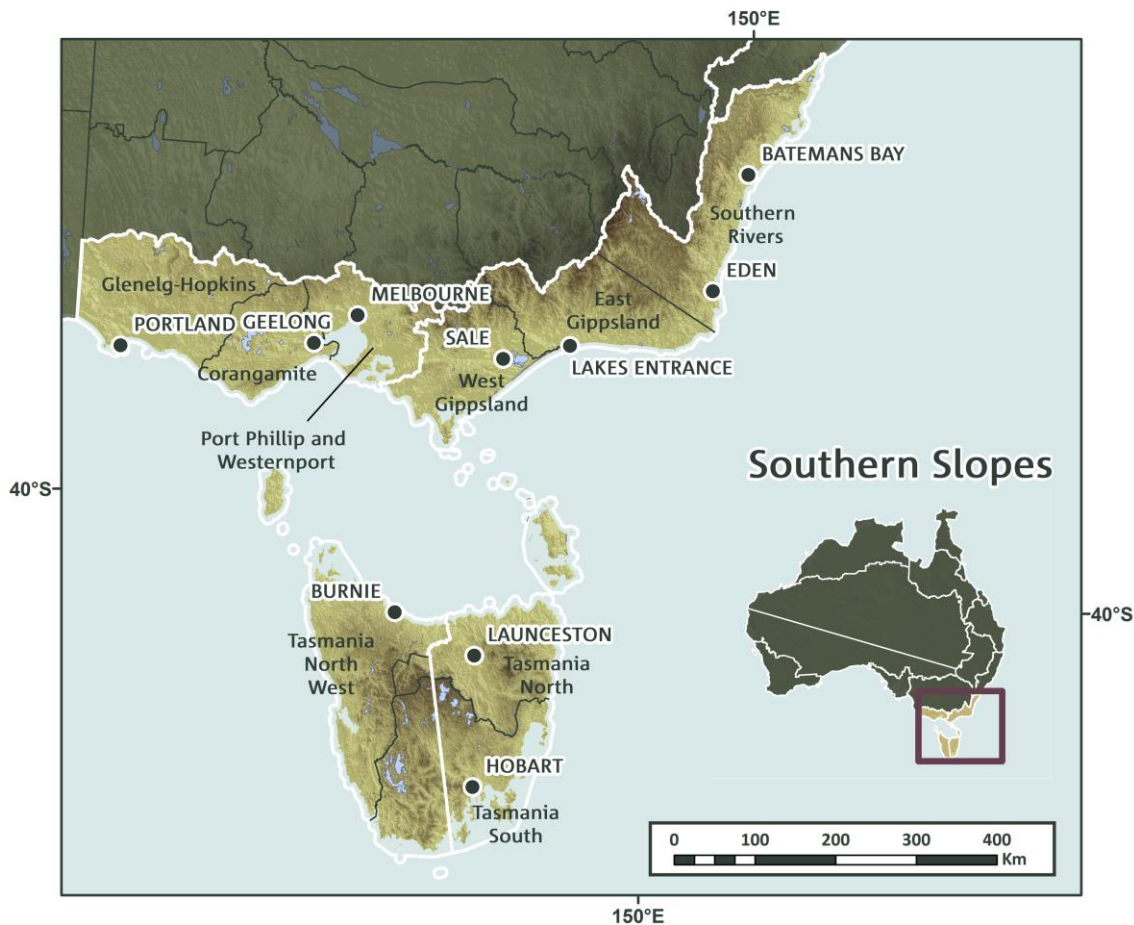 150°E
BATEMANS BAY
Southern
Rivers
EDEN
Glenelg-Hopkins
MELBOURNE
East
Gippsland
PORTLAND
GEELONG
SALE
LAKES ENTRANCE
Corangamite
West
Gippsland
Port Phillip and
Westernport
Southern Slopes
40°S
BURNIE
40°S
LAUNCESTON
Tasmania
North
West
Tasmania
North
HOBART
Tasmania
South
0 100 200 300 400
Km
150°E